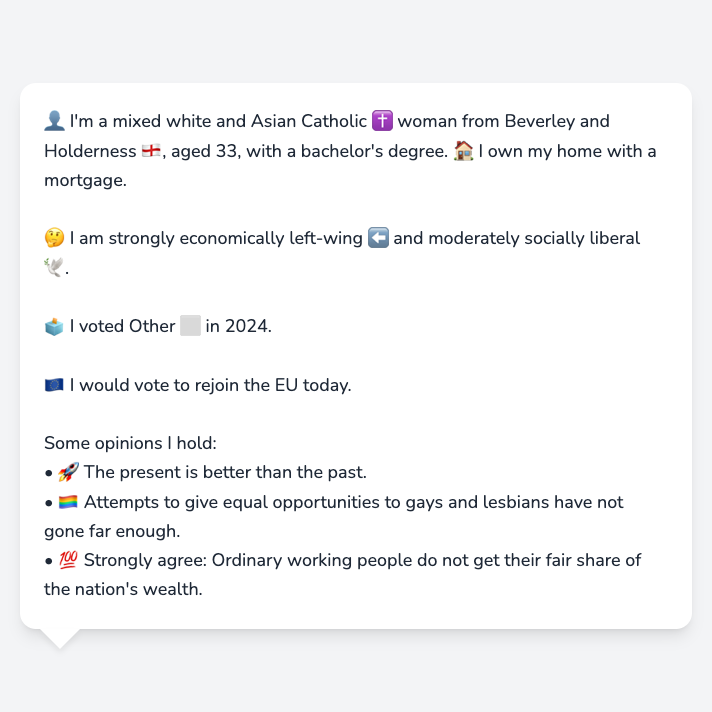 👤 I'm a mixed white and Asian Catholic ✝️ woman from Beverley and
Holderness 🏴󠁧󠁢󠁥󠁮󠁧󠁿, aged 33, with a bachelor's degree. 🏠 I own my home with a
mortgage.
🤔 I am strongly economically left-wing ⬅️ and moderately socially liberal
🕊️.
🗳️ I voted Other ⬜ in 2024.
🇪🇺 I would vote to rejoin the EU today.
Some opinions I hold:
• 🚀 The present is better than the past.
• 🏳️‍🌈 Attempts to give equal opportunities to gays and lesbians have not
gone far enough.
• 💯 Strongly agree: Ordinary working people do not get their fair share of
the nation's wealth.